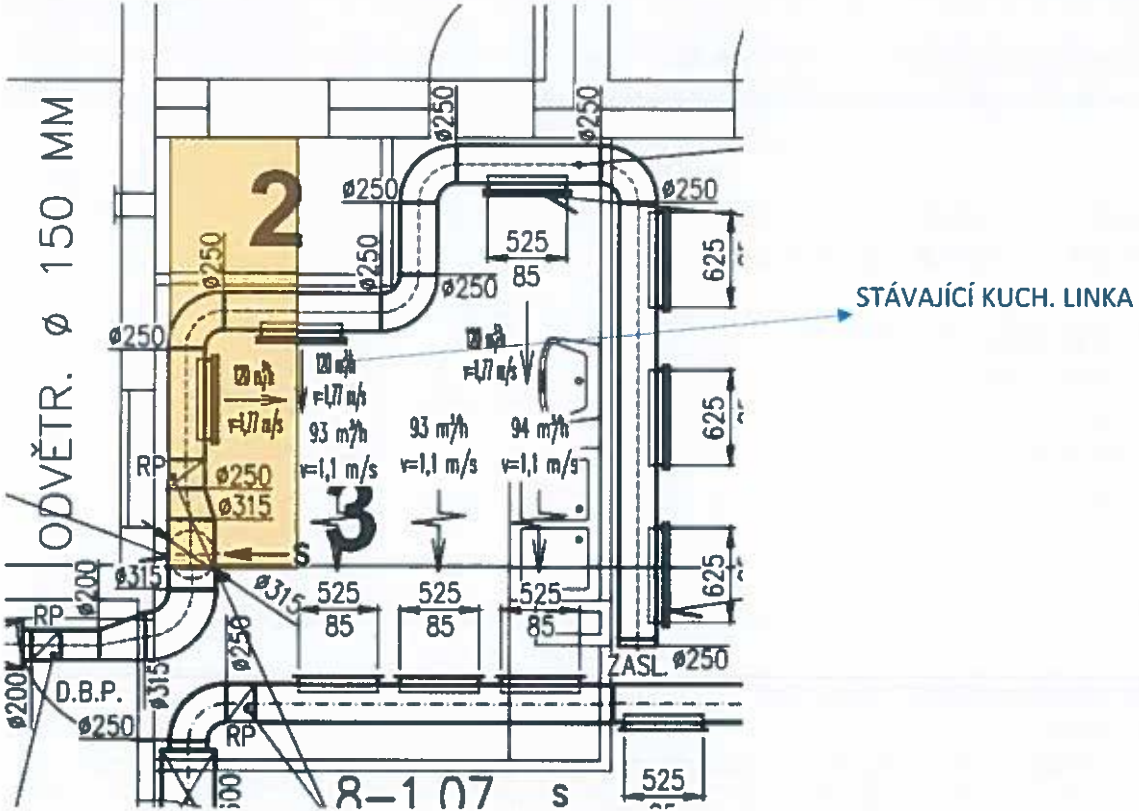 ODVĚTR. ø 150 MM
2
ø250
ø250
ø250
ø250
525
85
625
ø250
ø250
ø250
STÁVAJÍCÍ KUCH. LINKA
ø250
120 m³/h
v=1,77 m/s
120 m³/h
v=1,77 m/s
120 m³/h
v=1,77 m/s
625
93 m³/h
v=1,1 m/s
93 m³/h
v=1,1 m/s
94 m³/h
v=1,1 m/s
RP
ø250
ø315
3
S
625
ø315
ø200
ø315
525
85
525
85
525
85
RP
ø250
ZASL. ø250
ø200
D.B.P.
ø315
ø250
RP
8-1.07
s
525